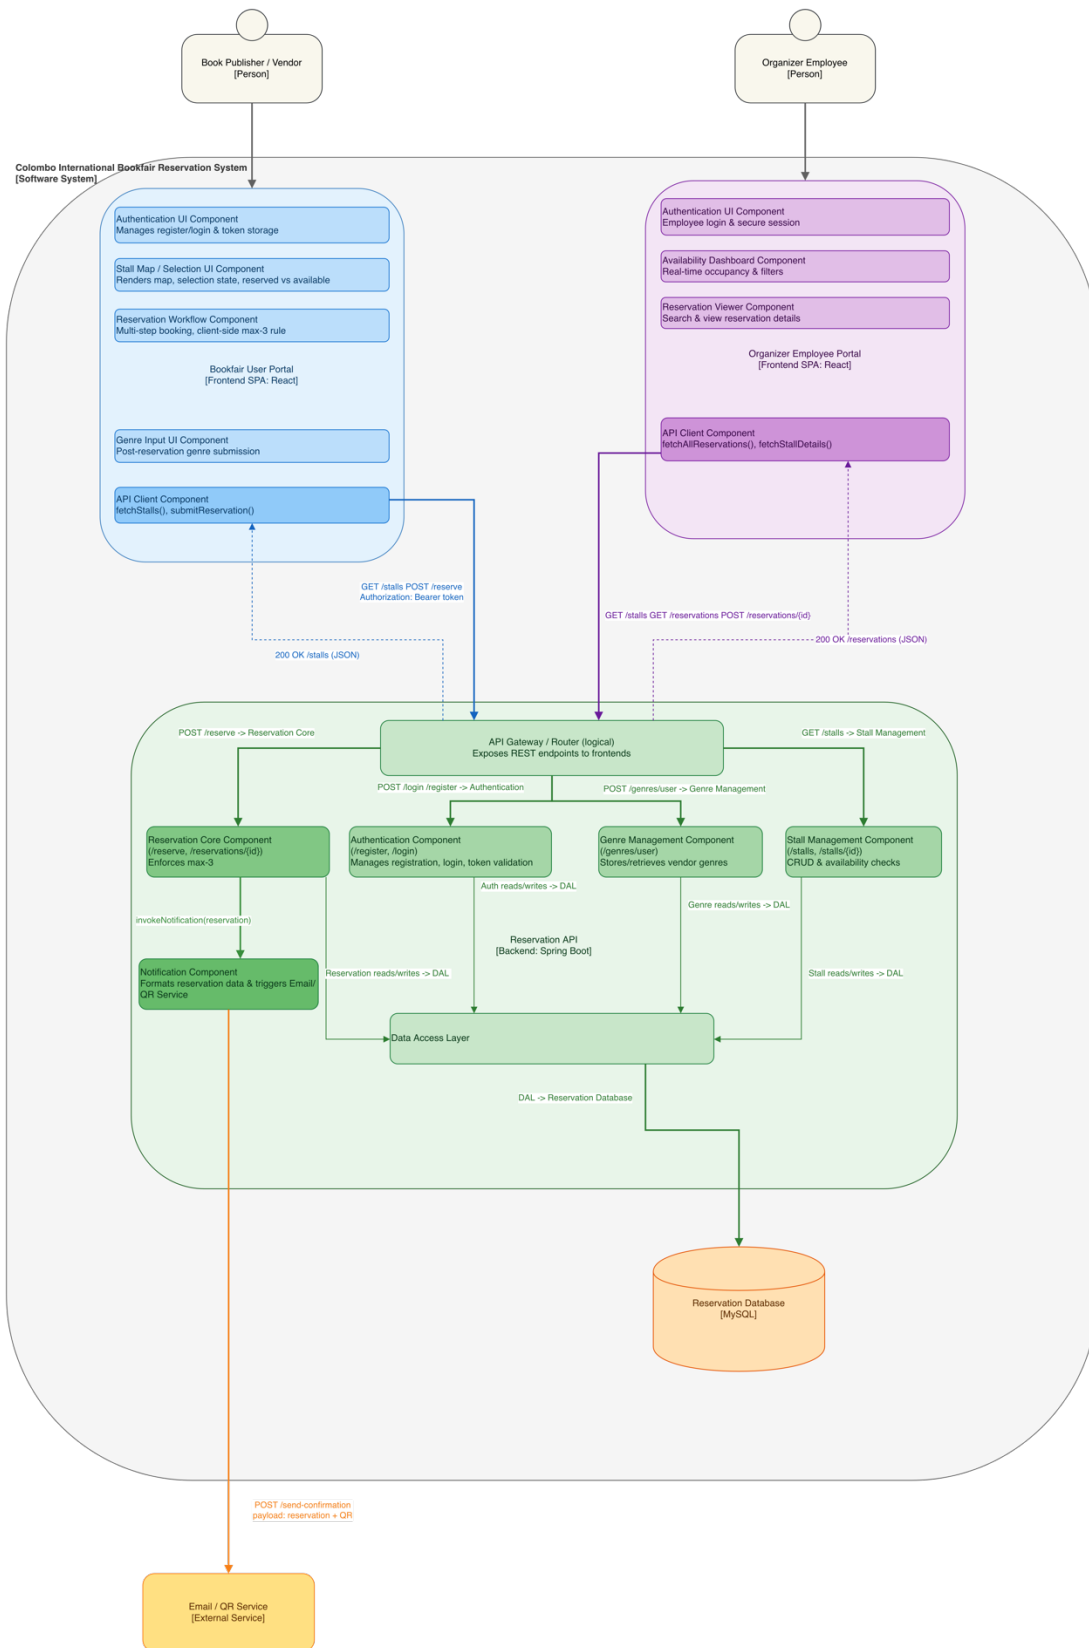 Book Publisher / Vendor
[Person]
Organizer Employee
[Person]
Colombo International Bookfair Reservation System
[Software System]
Authentication UI Component
Manages register/login & token storage
Stall Map / Selection UI Component
Renders map, selection state, reserved vs available
Reservation Workflow Component
Multi-step booking, client-side max-3 rule
Bookfair User Portal
[Frontend SPA: React]
Genre Input UI Component
Post-reservation genre submission
API Client Component
fetchStalls(), submitReservation()
Authentication UI Component
Employee login & secure session
Availability Dashboard Component
Real-time occupancy & filters
Reservation Viewer Component
Search & view reservation details
Organizer Employee Portal
[Frontend SPA: React]
API Client Component
fetchAllReservations(), fetchStallDetails()
GET /stalls POST /reserve
Authorization: Bearer token
GET /stalls GET /reservations POST /reservations/{id}
200 OK /stalls (JSON)
200 OK /reservations (JSON)
POST /reserve -> Reservation Core
API Gateway / Router (logical)
Exposes REST endpoints to frontends
GET /stalls -> Stall Management
POST /login /register -> Authentication
POST /genres/user -> Genre Management
Reservation Core Component
(/reserve, /reservations/{id})
Enforces max-3
Authentication Component
(/register, /login)
Manages registration, login, token validation
Genre Management Component
(/genres/user)
Stores/retrieves vendor genres
Stall Management Component
(/stalls, /stalls/{id})
CRUD & availability checks
Auth reads/writes -> DAL
Genre reads/writes -> DAL
invokeNotification(reservation)
Reservation API
[Backend: Spring Boot]
Notification Component
Formats reservation data & triggers Email/
QR Service
Reservation reads/writes -> DAL
Stall reads/writes -> DAL
Data Access Layer
DAL -> Reservation Database
Reservation Database
[MySQL]
POST /send-confirmation
payload: reservation + QR
Email / QR Service
[External Service]